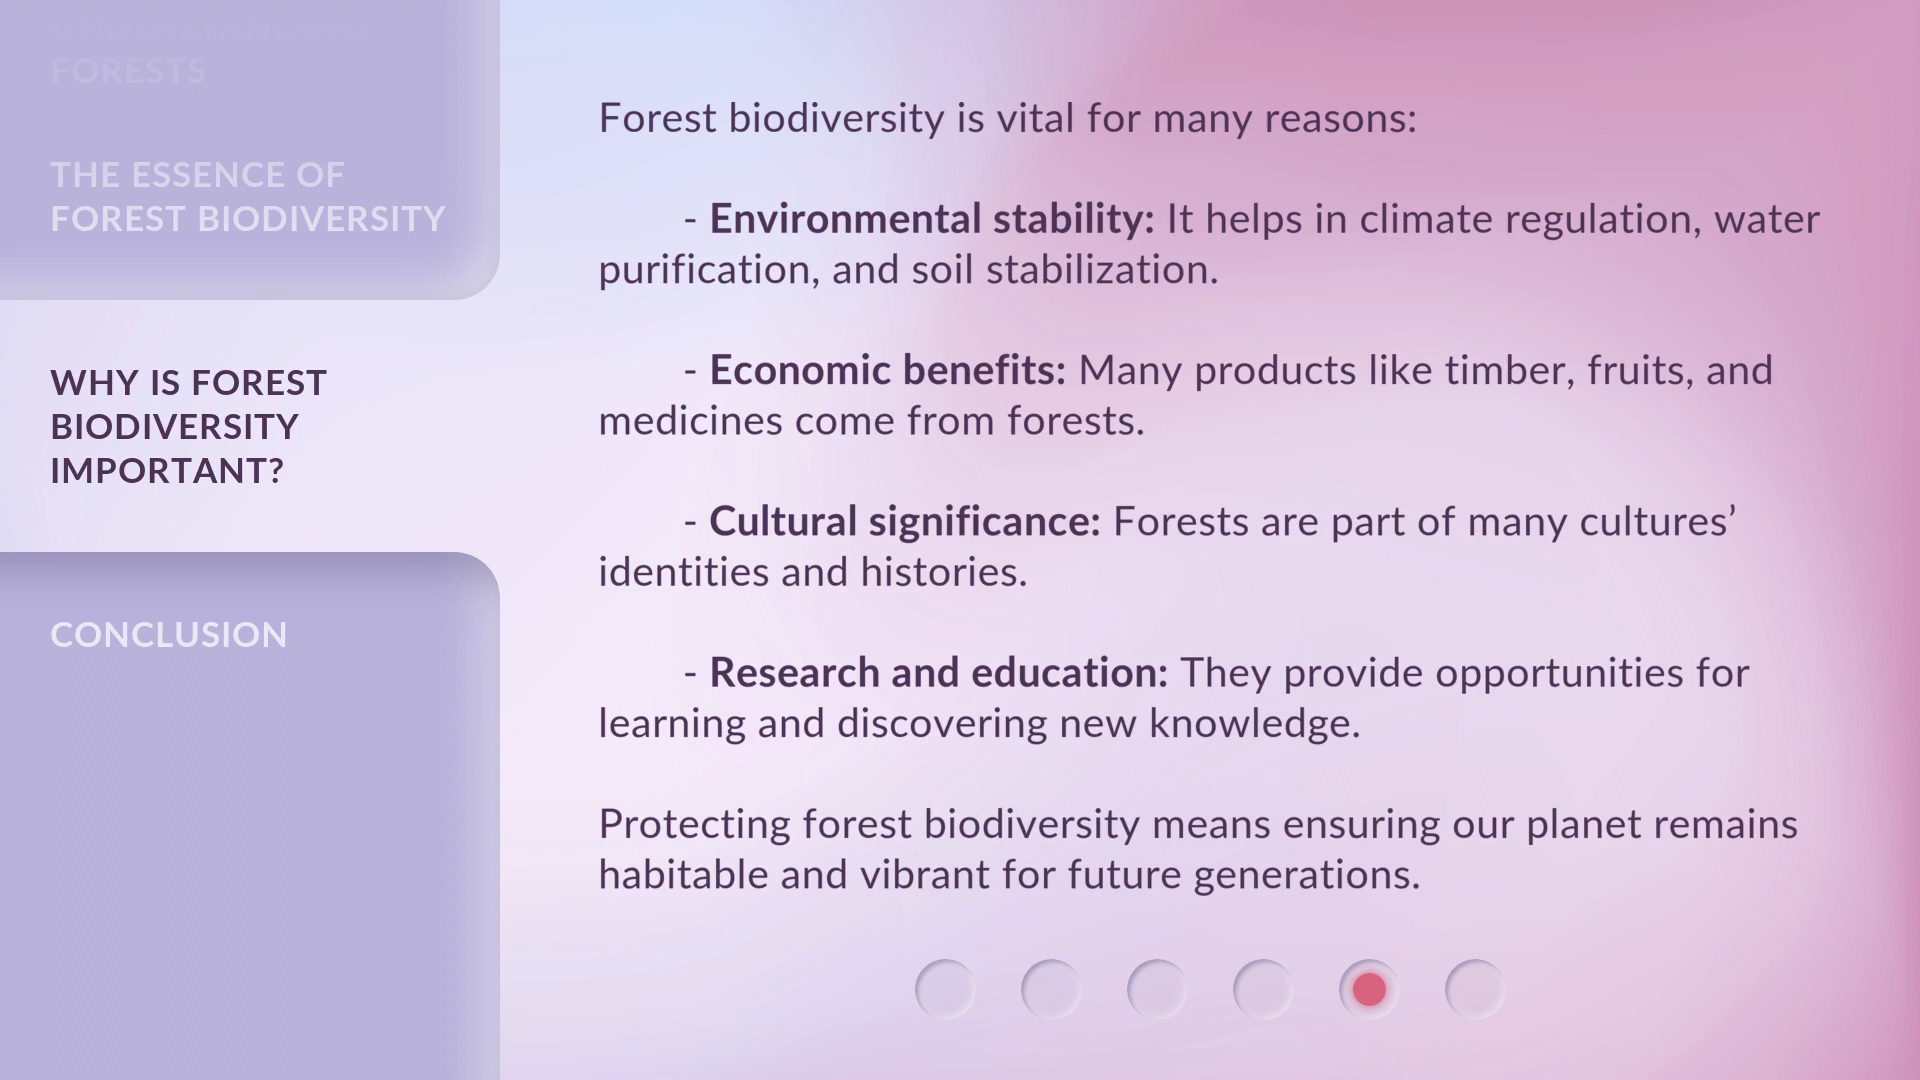 FORESTS
THE ESSENCE OF
FOREST BIODIVERSITY
WHY IS FOREST
BIODIVERSITY
IMPORTANT?
CONCLUSION
Forest biodiversity is vital for many reasons:
- Environmental stability: It helps in climate regulation, water
purification, and soil stabilization.
- Economic benefits: Many products like timber, fruits, and
medicines come from forests.
- Cultural significance: Forests are part of many cultures’
identities and histories.
- Research and education: They provide opportunities for
learning and discovering new knowledge.
Protecting forest biodiversity means ensuring our planet remains
habitable and vibrant for future generations.